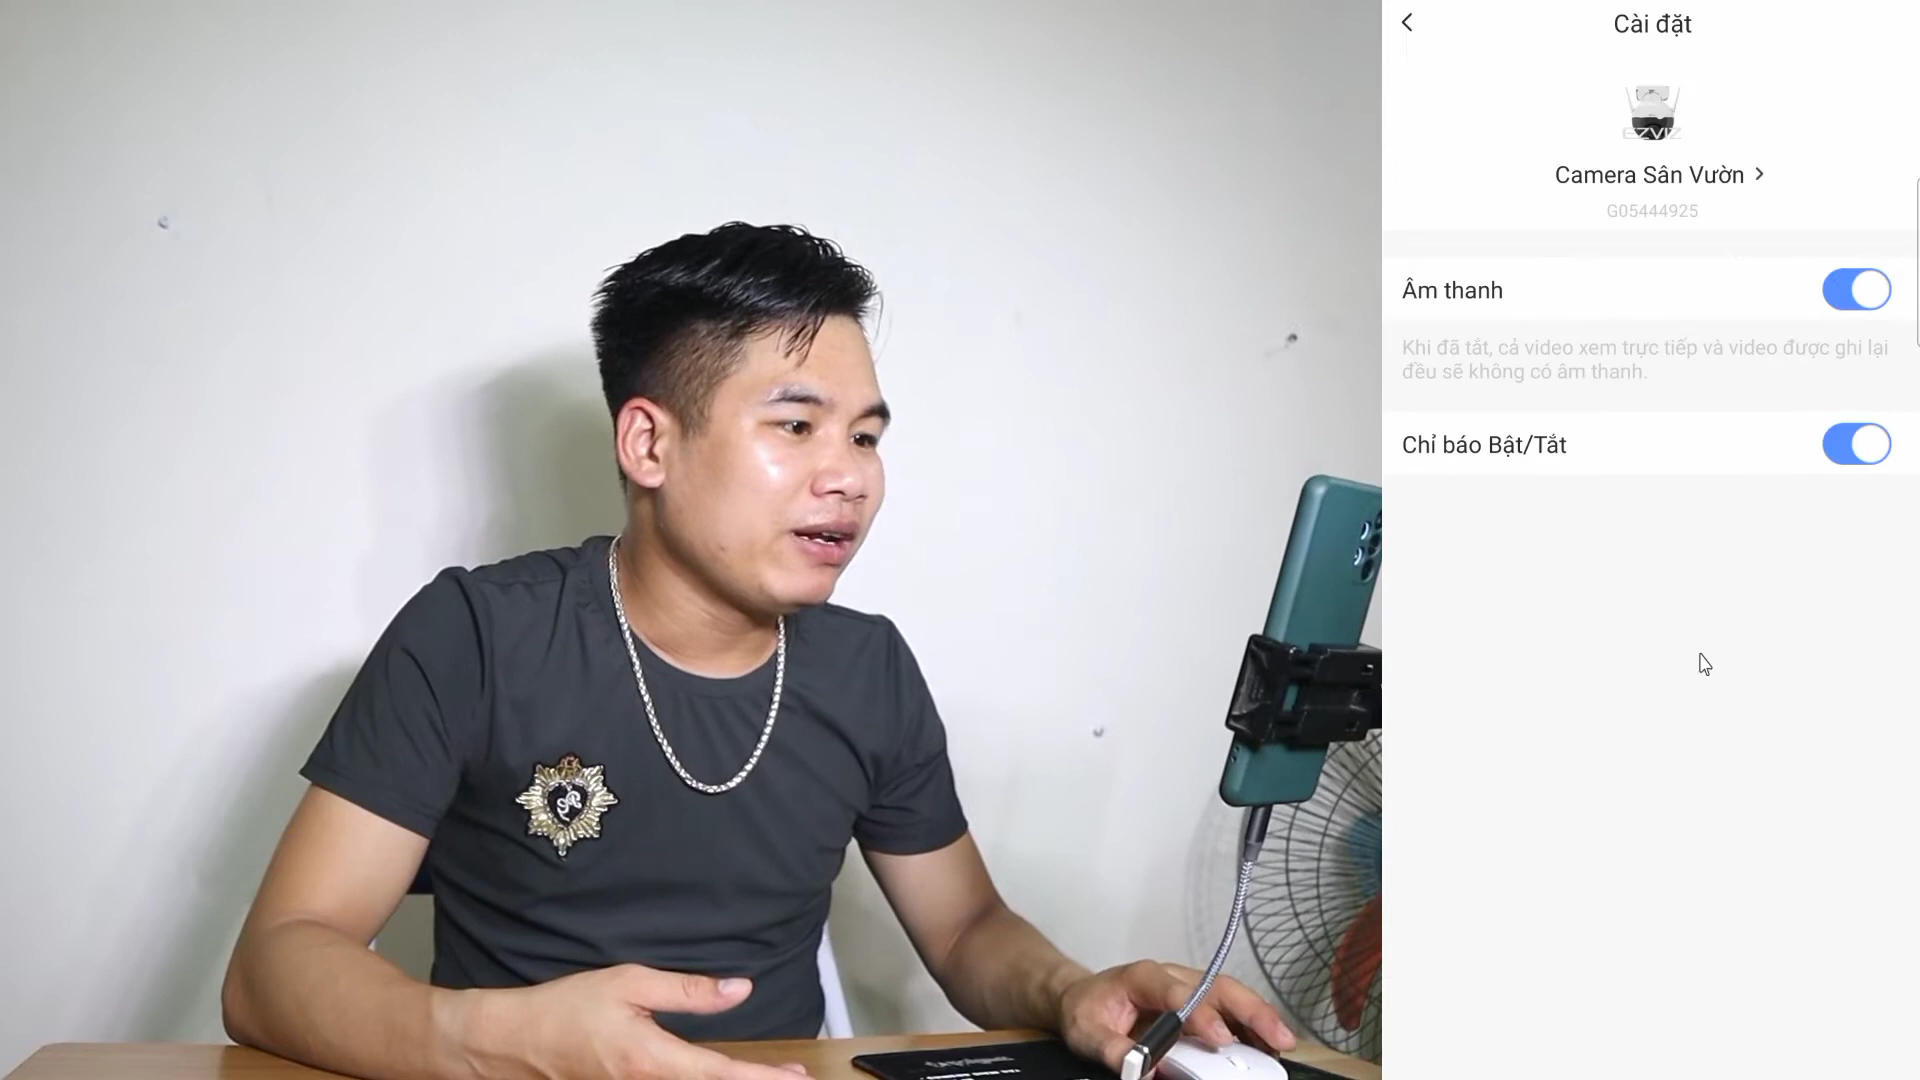 Cài đặt
EZVIZ
Camera Sân Vườn
G05444925
Âm thanh
Khi đã tắt, cả video xem trực tiếp và video được ghi lại
đều sẽ không có âm thanh.
Chỉ báo Bật/Tắt